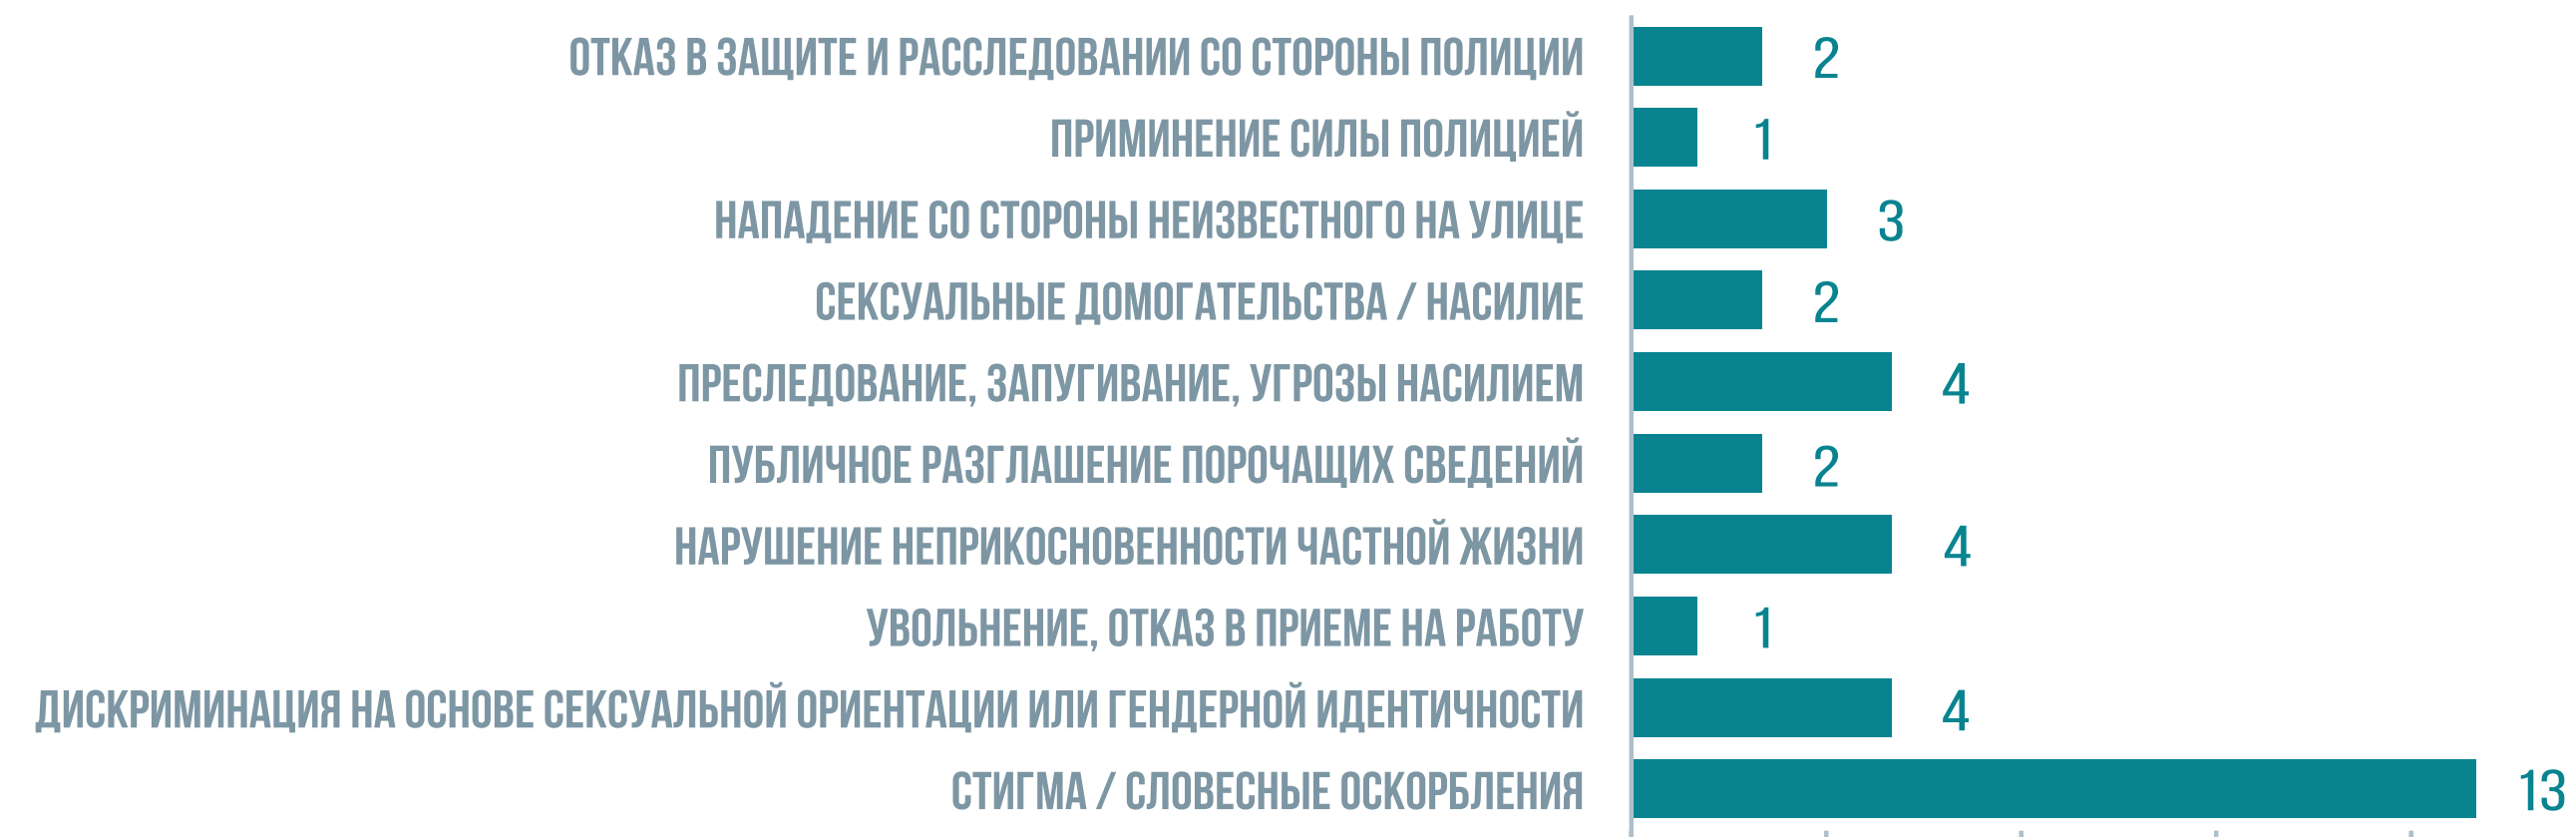 ОТКАЗ В ЗАЩИТЕ И РАССЛЕДОВАНИИ СО СТОРОНЫ ПОЛИЦИИ 2
ПРИМИНЕНИЕ СИЛЫ ПОЛИЦИЕЙ 1
НАПАДЕНИЕ СО СТОРОНЫ НЕИЗВЕСТНОГО НА УЛИЦЕ 3
СЕКСУАЛЬНЫЕ ДОМОГАТЕЛЬСТВА / НАСИЛИЕ 2
ПРЕСЛЕДОВАНИЕ, ЗАПУГИВАНИЕ, УГРОЗЫ НАСИЛИЕМ 4
ПУБЛИЧНОЕ РАЗГЛАШЕНИЕ ПОРОЧАЩИХ СВЕДЕНИЙ 2
НАРУШЕНИЕ НЕПРИКОСНОВЕННОСТИ ЧАСТНОЙ ЖИЗНИ 4
УВОЛЬНЕНИЕ, ОТКАЗ В ПРИЕМЕ НА РАБОТУ 1
ДИСКРИМИНАЦИЯ НА ОСНОВЕ СЕКСУАЛЬНОЙ ОРИЕНТАЦИИ ИЛИ ГЕНДЕРНОЙ ИДЕНТИЧНОСТИ 4
СТИГМА / СЛОВЕСНЫЕ ОСКОРБЛЕНИЯ 13